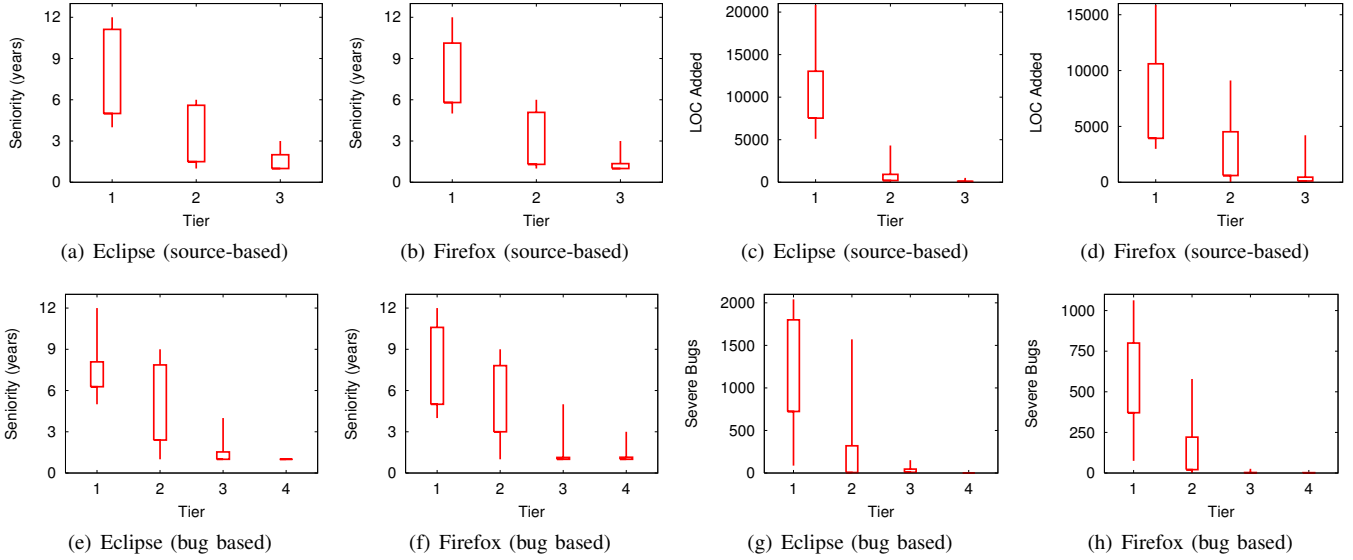 Seniority (years)
12
9
6
3
0
1 2 3
Tier
(a) Eclipse (source-based)
Seniority (years)
12
9
6
3
0
1 2 3
Tier
(b) Firefox (source-based)
LOC Added
20000
15000
10000
5000
0
1 2 3
Tier
(c) Eclipse (source-based)
LOC Added
15000
10000
5000
0
1 2 3
Tier
(d) Firefox (source-based)
Seniority (years)
12
9
6
3
0
1 2 3 4
Tier
(e) Eclipse (bug based)
Seniority (years)
12
9
6
3
0
1 2 3 4
Tier
(f) Firefox (bug based)
Severe Bugs
2000
1500
1000
500
0
1 2 3 4
Tier
(g) Eclipse (bug based)
Severe Bugs
1000
750
500
250
0
1 2 3 4
Tier
(h) Firefox (bug based)